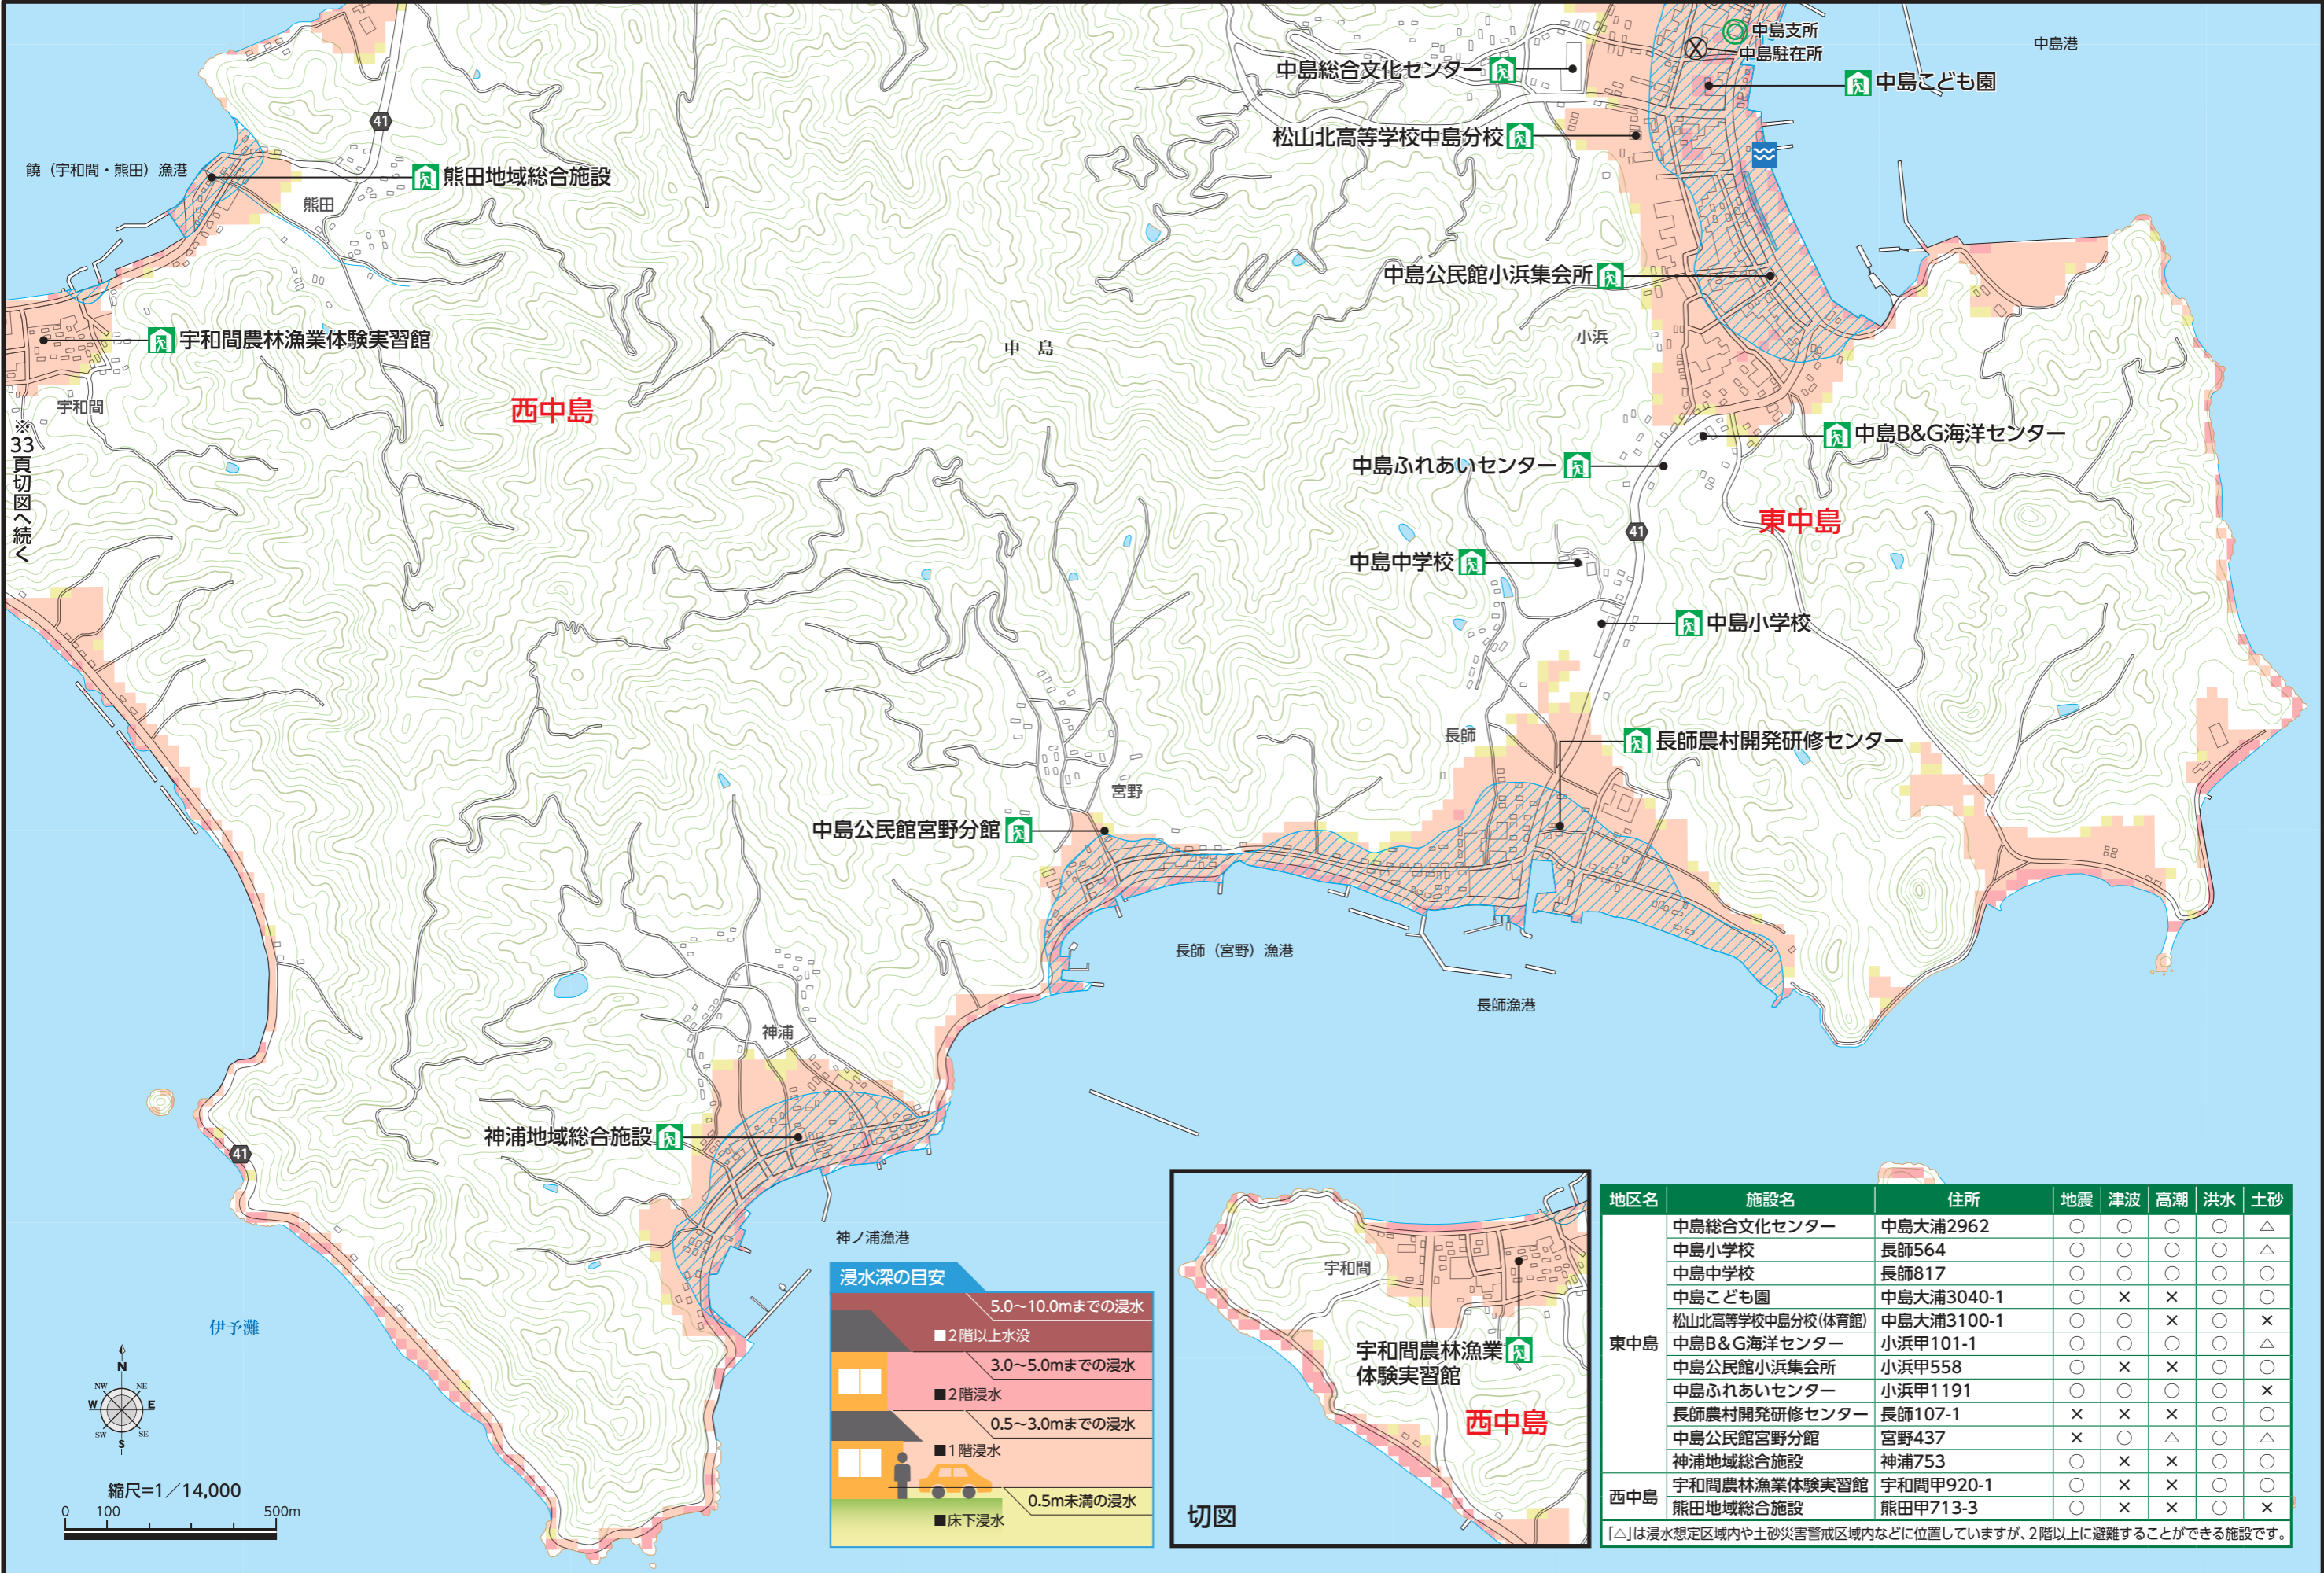 中島支所
中島駐在所
中島港
中島総合文化センター
中島こども園
松山北高等学校中島分校
41
饒（宇和間・熊田）漁港
熊田地域総合施設
熊田
中島公民館小浜集会所
小浜
宇和間農林漁業体験実習館
中 島
宇和間
西中島
※33頁切図へ続く
中島B&G海洋センター
中島ふれあいセンター
東中島
41
中島中学校
中島小学校
長師
長師農村開発研修センター
宮野
中島公民館宮野分館
長師（宮野）漁港
長師漁港
神浦
神浦地域総合施設
41
神ノ浦漁港
伊予灘
N
NW
NE
W
E
SW
SE
S
縮尺=1／14,000
0 100 500m
浸水深の目安
5.0〜10.0mまでの浸水
■2階以上水没
3.0〜5.0mまでの浸水
■2階浸水
0.5〜3.0mまでの浸水
■1階浸水
0.5m未満の浸水
■床下浸水
宇和間
宇和間農林漁業
体験実習館
西中島
切図
地区名 施設名 住所 地震 津波 高潮 洪水 土砂
東中島
中島総合文化センター 中島大浦2962 ○ ○ ○ ○ △
中島小学校 長師564 ○ ○ ○ ○ △
中島中学校 長師817 ○ ○ ○ ○ ○
中島こども園 中島大浦3040-1 ○ × × ○ ○
松山北高等学校中島分校(体育館) 中島大浦3100-1 ○ ○ × ○ ×
中島B&G海洋センター 小浜甲101-1 ○ ○ ○ ○ △
中島公民館小浜集会所 小浜甲558 ○ × × ○ ○
中島ふれあいセンター 小浜甲1191 ○ ○ ○ ○ ×
長師農村開発研修センター 長師107-1 × × × ○ ○
中島公民館宮野分館 宮野437 × ○ △ ○ △
神浦地域総合施設 神浦753 ○ × × ○ ○
西中島
宇和間農林漁業体験実習館 宇和間甲920-1 ○ × × ○ ○
熊田地域総合施設 熊田甲713-3 ○ × × ○ ×
「△」は浸水想定区域内や土砂災害警戒区域内などに位置していますが、2階以上に避難することができる施設です。